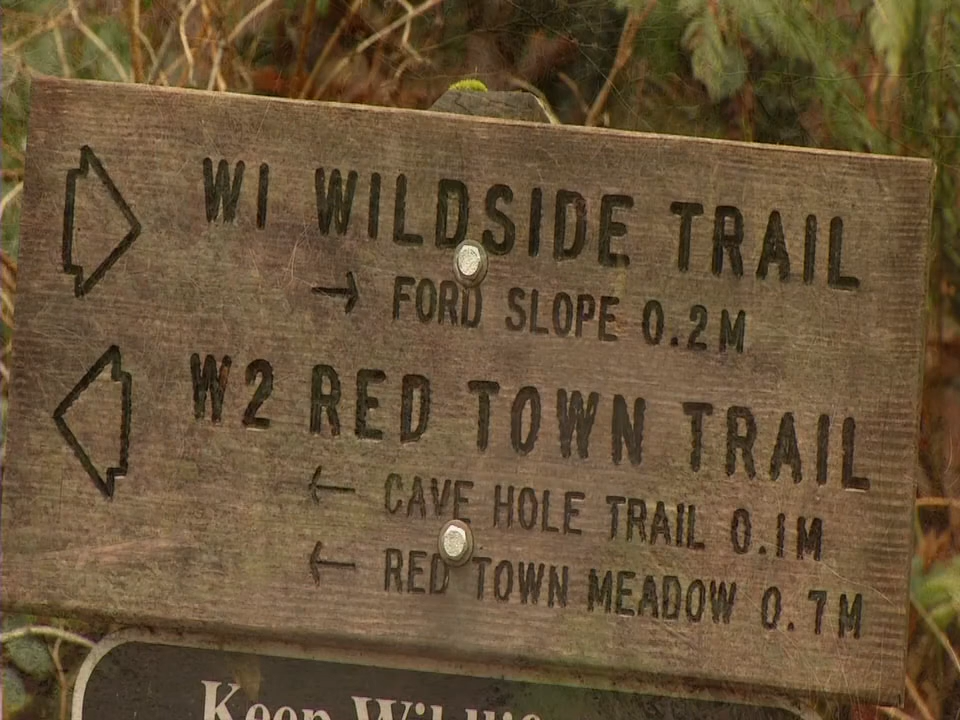 W1 WILDSIDE TRAIL
→ FORD SLOPE 0.2M
W2 RED TOWN TRAIL
← CAVE HOLE TRAIL 0.1M
← RED TOWN MEADOW 0.7M
Keep